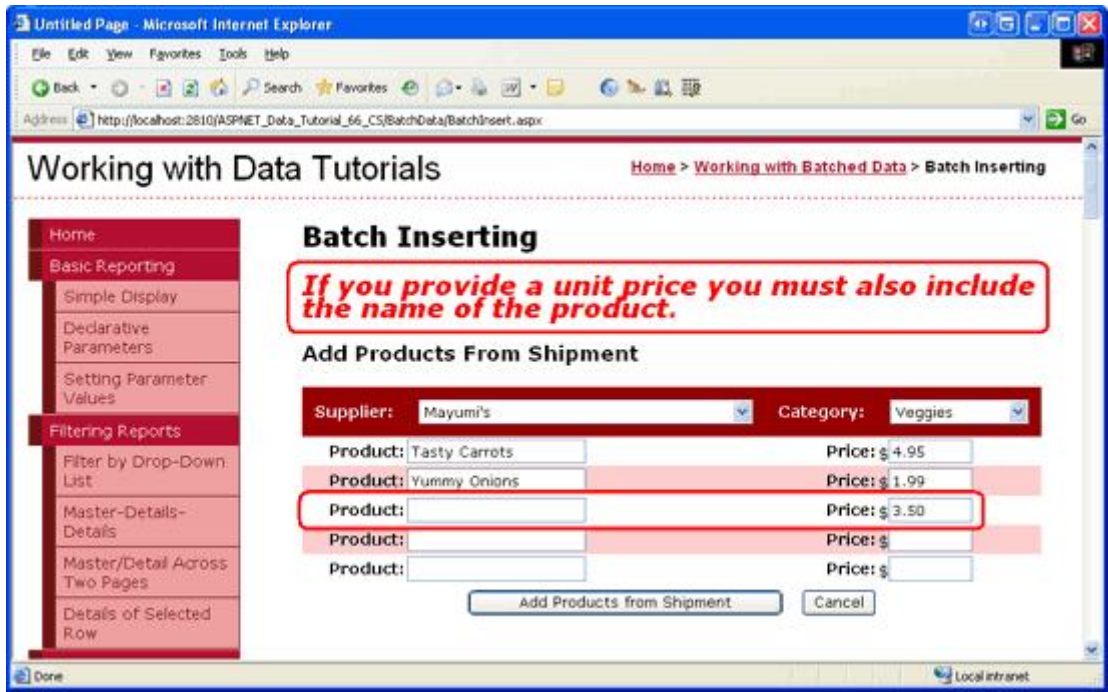 Untitled Page - Microsoft Internet Explorer
File Edit View Favorites Tools Help
Back Search Favorites
Address http://localhost:2810/ASPNET_Data_Tutorial_66_CS/BatchData/BatchInsert.aspx Go
Working with Data Tutorials
Home > Working with Batched Data > Batch Inserting
Home
Basic Reporting
Simple Display
Declarative
Parameters
Setting Parameter
Values
Filtering Reports
Filter by Drop-Down
List
Master-Details-
Details
Master/Detail Across
Two Pages
Details of Selected
Row
Batch Inserting
If you provide a unit price you must also include
the name of the product.
Add Products From Shipment
Supplier: Mayumi's Category: Veggies
Product: Tasty Carrots Price: $ 4.95
Product: Yummy Onions Price: $ 1.99
Product: Price: $ 3.50
Product: Price: $
Product: Price: $
Add Products from Shipment Cancel
Done Local intranet